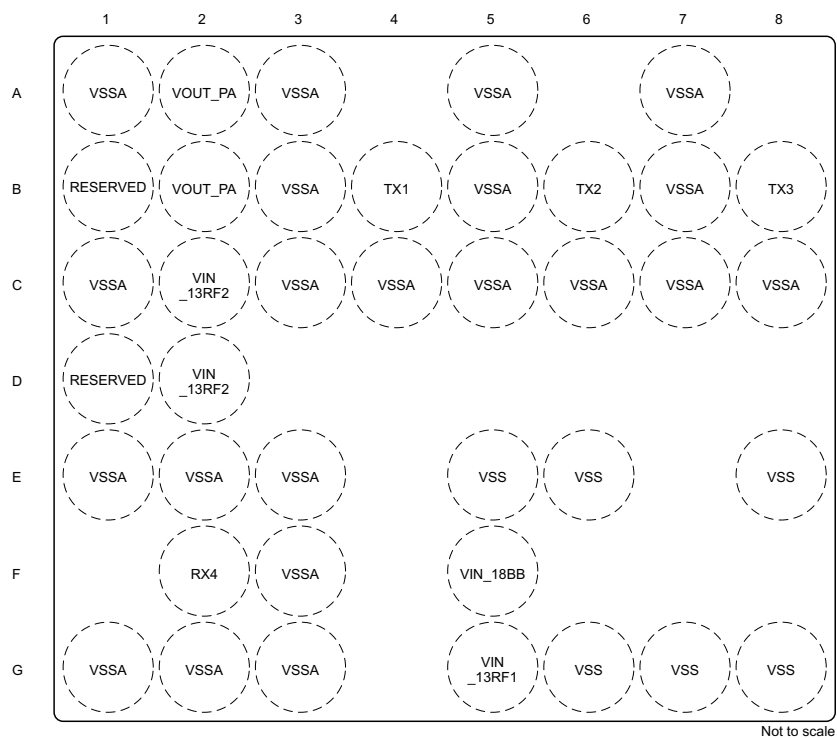 1 2 3 4 5 6 7 8
A VSSA VOUT_PA VSSA VSSA VSSA
B RESERVED VOUT_PA VSSA TX1 VSSA TX2 VSSA TX3
C VSSA VIN
_13RF2 VSSA VSSA VSSA VSSA VSSA VSSA
D RESERVED VIN
_13RF2
E VSSA VSSA VSSA VSS VSS VSS
F RX4 VSSA VIN_18BB
G VSSA VSSA VSSA VIN
_13RF1 VSS VSS VSS
Not to scale